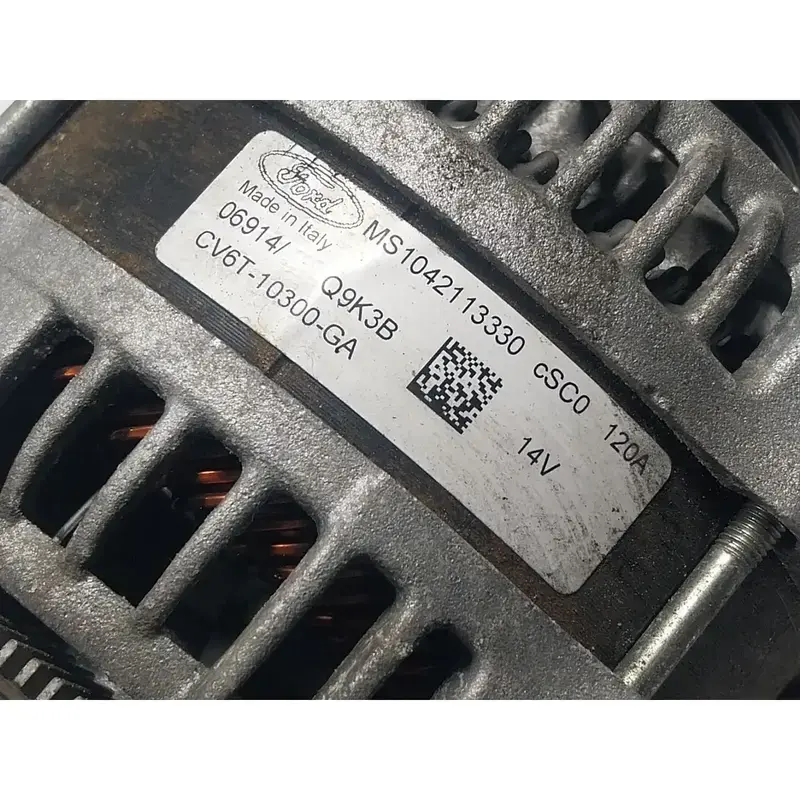 Ford
Made in Italy
MS1042113330 cSC0 120A
06914/ Q9K3B
CV6T-10300-GA
14V